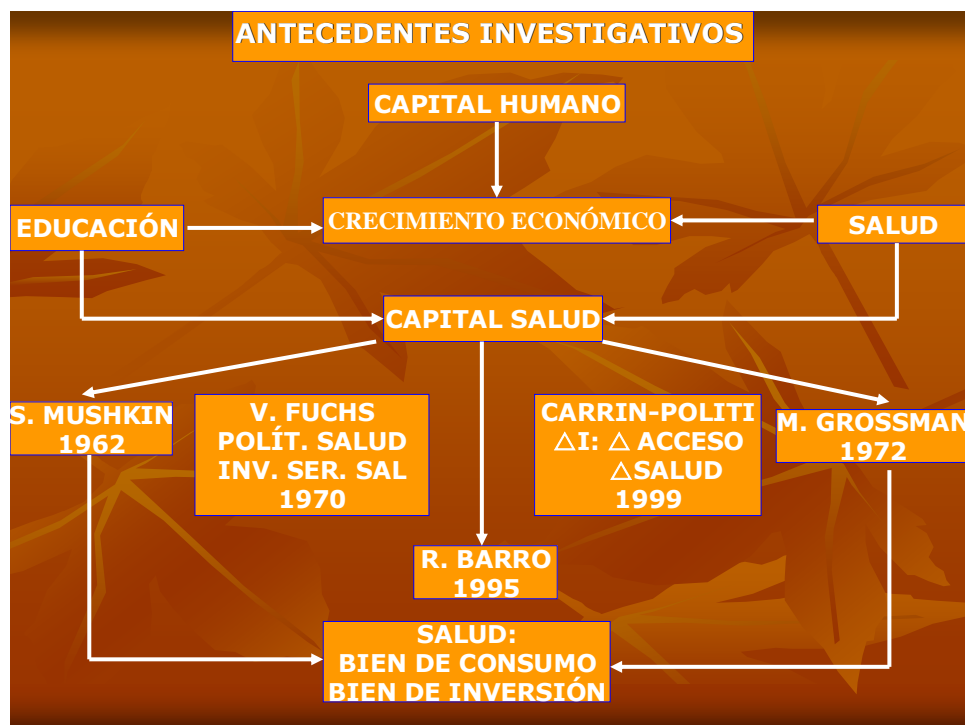 ANTECEDENTES INVESTIGATIVOS
CAPITAL HUMANO
EDUCACIÓN
CRECIMIENTO ECONÓMICO
SALUD
CAPITAL SALUD
S. MUSHKIN
1962
V. FUCHS
POLÍT. SALUD
INV. SER. SAL
1970
CARRIN-POLITI
△I: △ ACCESO
△SALUD
1999
M. GROSSMAN
1972
R. BARRO
1995
SALUD:
BIEN DE CONSUMO
BIEN DE INVERSIÓN